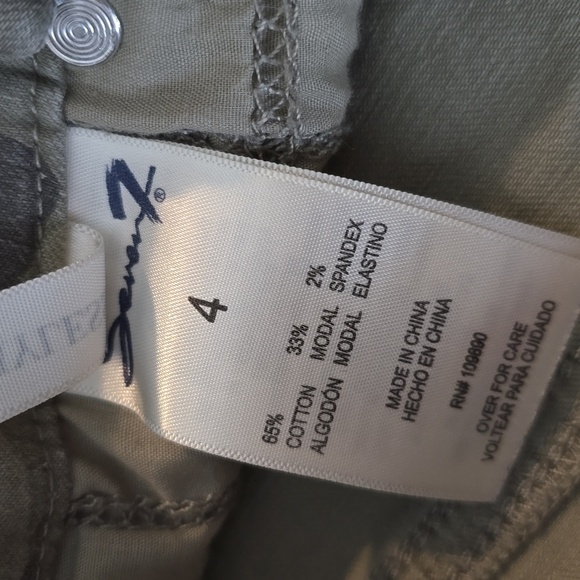 Seven7®
4
65% 33% 2%
COTTON MODAL SPANDEX
ALGODÓN MODAL ELASTINO
MADE IN CHINA
HECHO EN CHINA
RN# 109890
OVER FOR CARE
VOLTEAR PARA CUIDADO